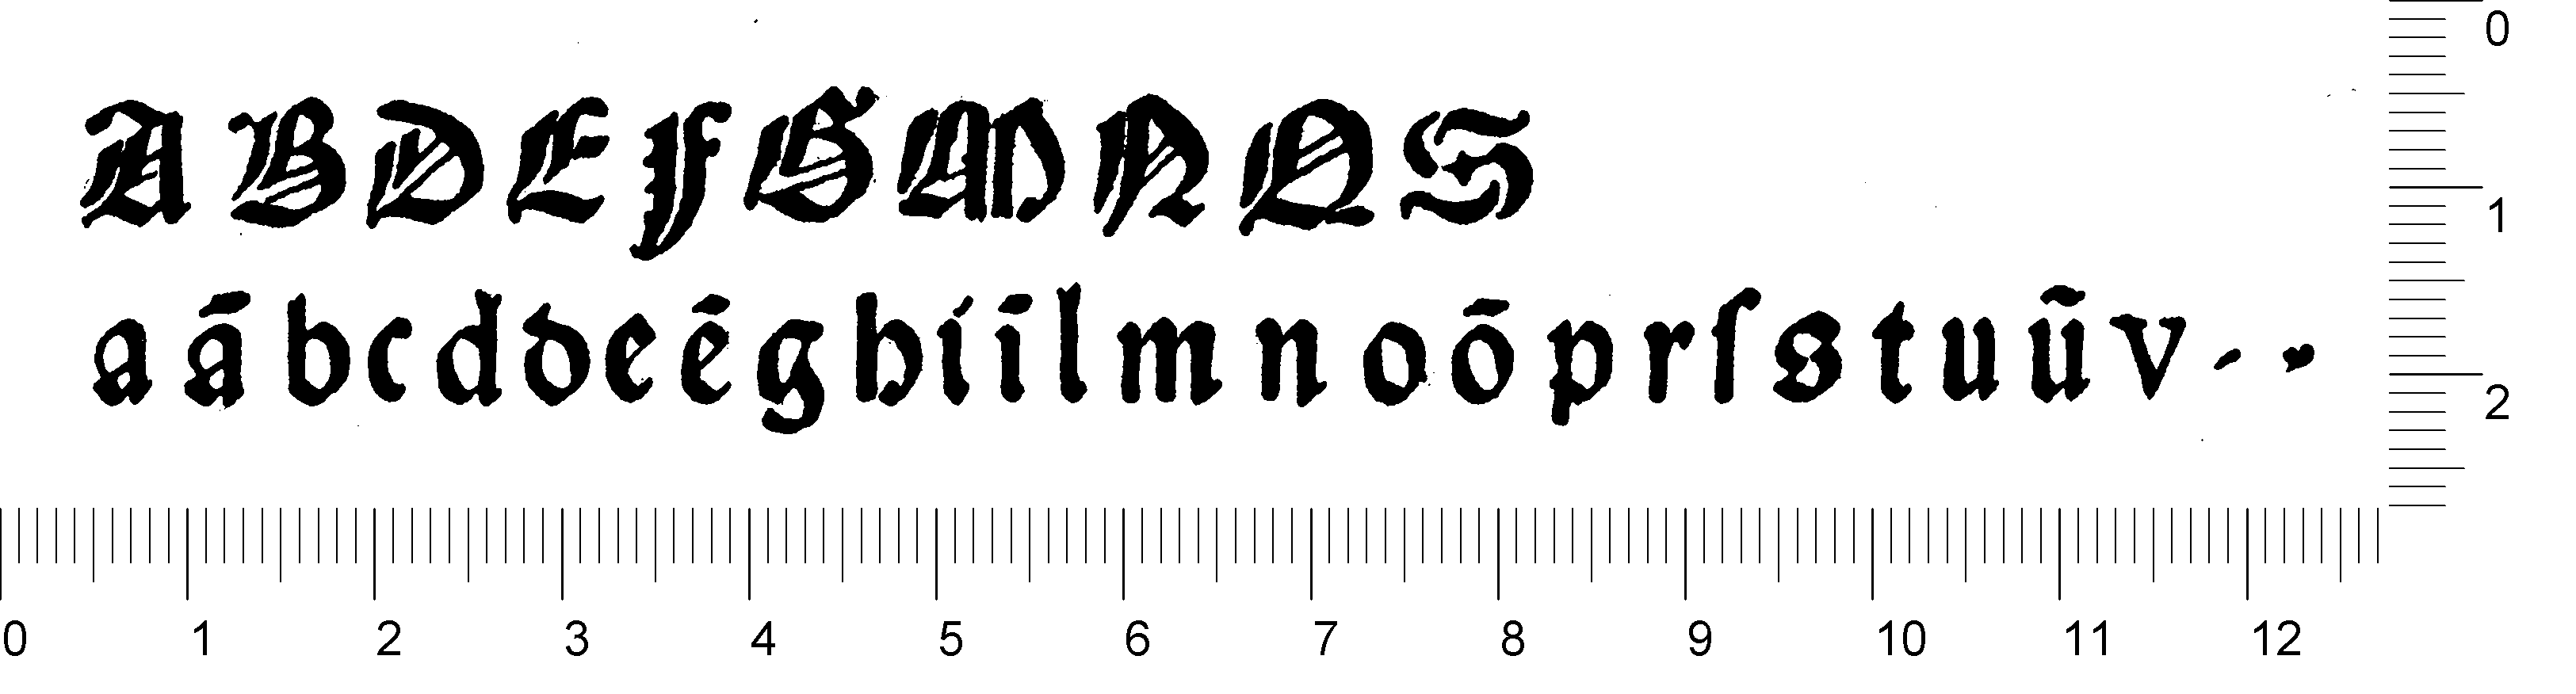 A B D E F G M N Q S
a ā b c d d e ē g h i ī l m n o ō p r ſ s t u ũ v - .
0 1 2 3 4 5 6 7 8 9 10 11 12
0
1
2